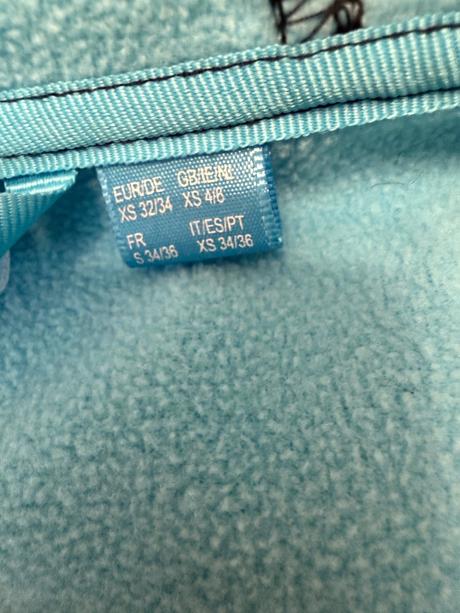 EUR/DE GB/IE/NI
XS 32/34 XS 4/6
FR IT/ES/PT
S 34/36 XS 34/36